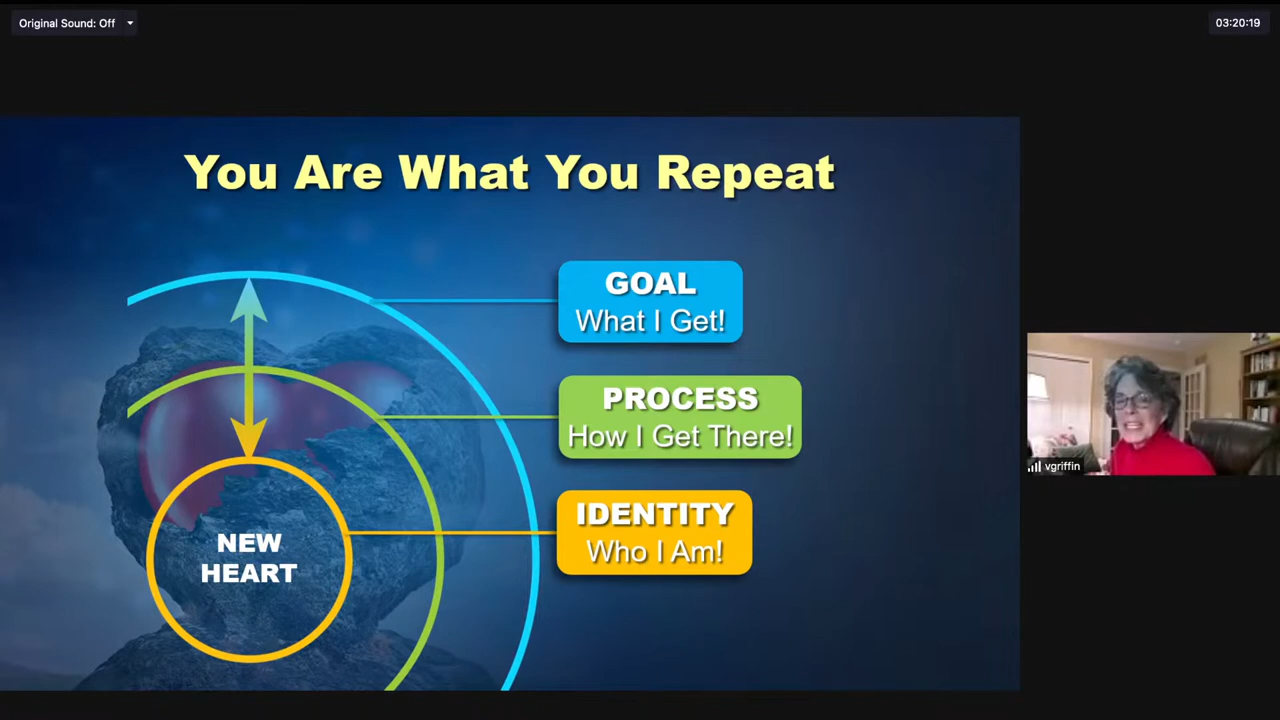 Original Sound: Off
03:20:19
You Are What You Repeat
GOAL
What I Get!
PROCESS
How I Get There!
IDENTITY
Who I Am!
NEW
HEART
vgriffin